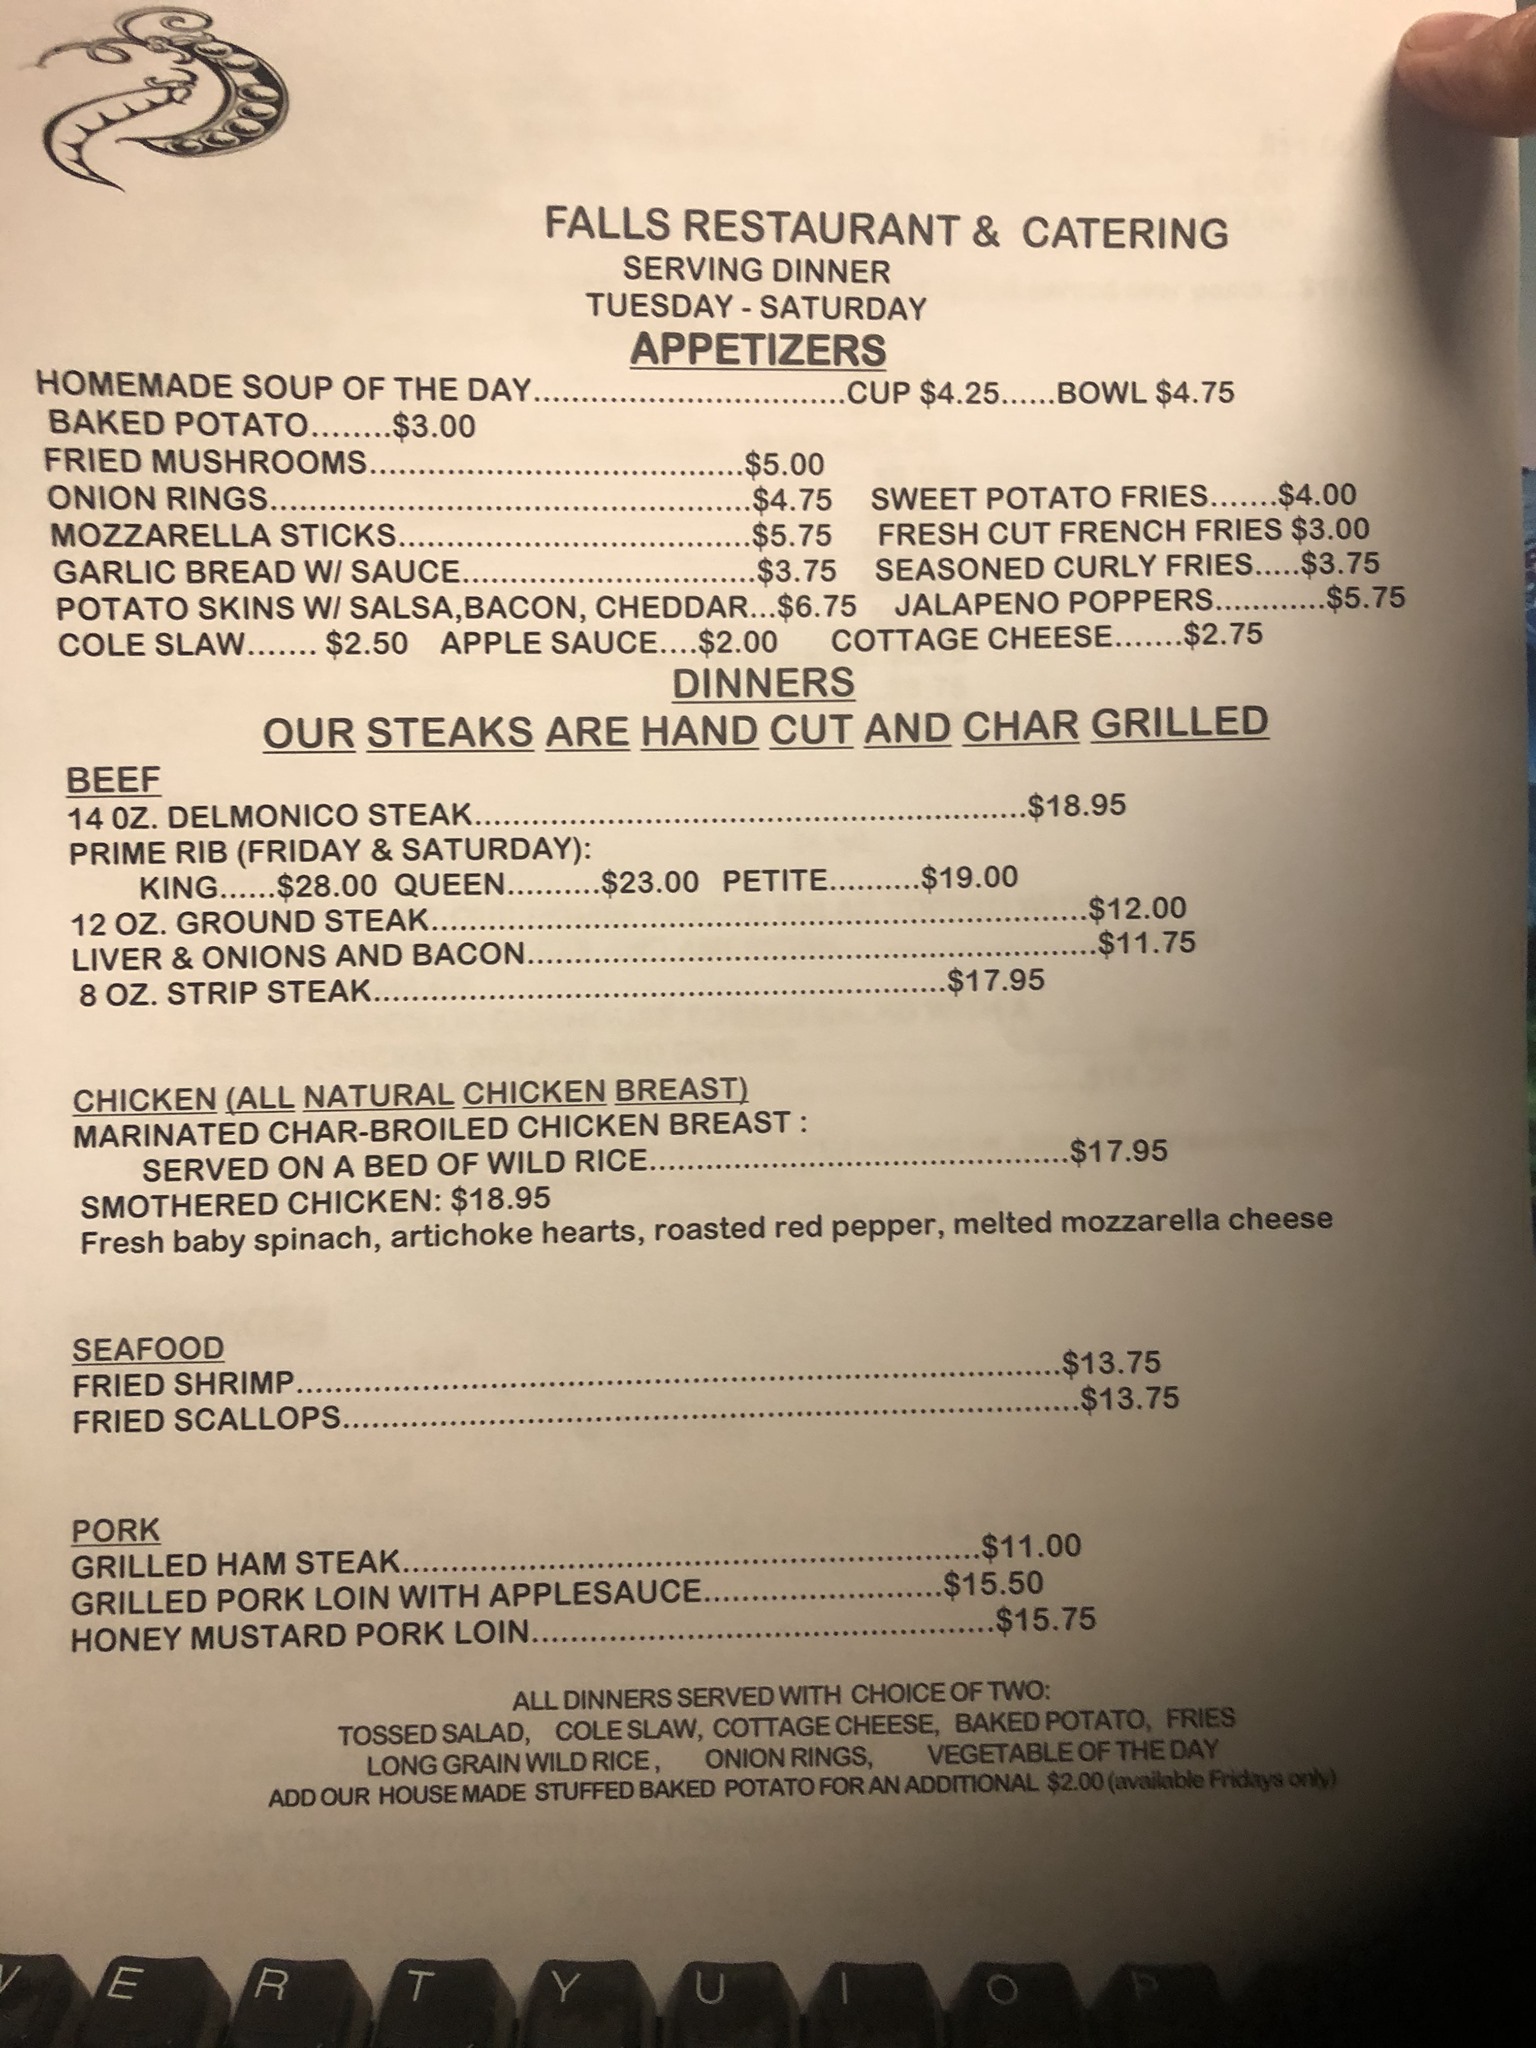 FALLS RESTAURANT & CATERING
SERVING DINNER
TUESDAY - SATURDAY
APPETIZERS
HOMEMADE SOUP OF THE DAY..............................CUP $4.25......BOWL $4.75
BAKED POTATO........$3.00
FRIED MUSHROOMS....................................$5.00
ONION RINGS..............................................$4.75 SWEET POTATO FRIES.......$4.00
MOZZARELLA STICKS..................................$5.75 FRESH CUT FRENCH FRIES $3.00
GARLIC BREAD W/ SAUCE............................$3.75 SEASONED CURLY FRIES.....$3.75
POTATO SKINS W/ SALSA,BACON, CHEDDAR...$6.75 JALAPENO POPPERS...........$5.75
COLE SLAW....... $2.50 APPLE SAUCE....$2.00 COTTAGE CHEESE.......$2.75
DINNERS
OUR STEAKS ARE HAND CUT AND CHAR GRILLED
BEEF
14 OZ. DELMONICO STEAK.....................................................$18.95
PRIME RIB (FRIDAY & SATURDAY):
KING......$28.00 QUEEN..........$23.00 PETITE..........$19.00
12 OZ. GROUND STEAK...............................................................$12.00
LIVER & ONIONS AND BACON......................................................$11.75
8 OZ. STRIP STEAK.......................................................$17.95
CHICKEN (ALL NATURAL CHICKEN BREAST)
MARINATED CHAR-BROILED CHICKEN BREAST :
SERVED ON A BED OF WILD RICE........................................$17.95
SMOTHERED CHICKEN: $18.95
Fresh baby spinach, artichoke hearts, roasted red pepper, melted mozzarella cheese
SEAFOOD
FRIED SHRIMP.........................................................................$13.75
FRIED SCALLOPS......................................................................$13.75
PORK
GRILLED HAM STEAK.......................................................$11.00
GRILLED PORK LOIN WITH APPLESAUCE.......................$15.50
HONEY MUSTARD PORK LOIN............................................$15.75
ALL DINNERS SERVED WITH CHOICE OF TWO:
TOSSED SALAD, COLE SLAW, COTTAGE CHEESE, BAKED POTATO, FRIES
LONG GRAIN WILD RICE, ONION RINGS, VEGETABLE OF THE DAY
ADD OUR HOUSE MADE STUFFED BAKED POTATO FOR AN ADDITIONAL $2.00 (available Fridays only)
E R T Y U I O P